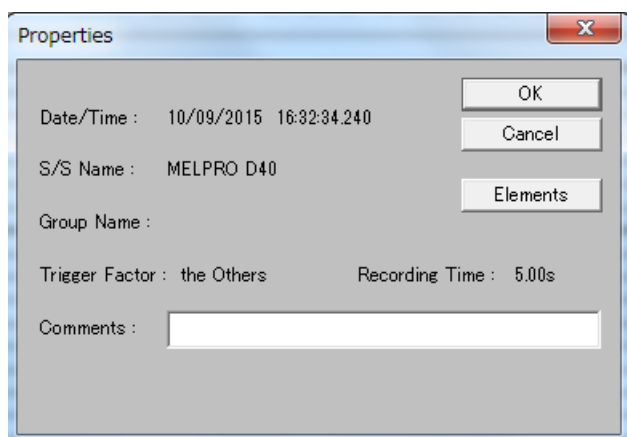 Properties
OK
Date/Time : 10/09/2015 16:32:34.240
Cancel
S/S Name : MELPRO D40
Elements
Group Name :
Trigger Factor : the Others Recording Time : 5.00s
Comments :